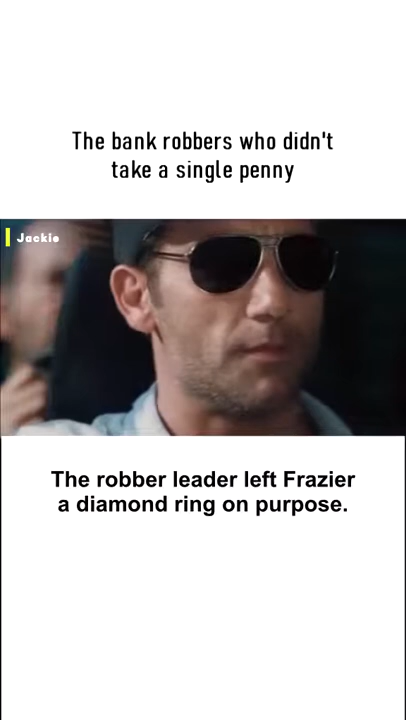 The bank robbers who didn't
take a single penny
Jackie
The robber leader left Frazier
a diamond ring on purpose.